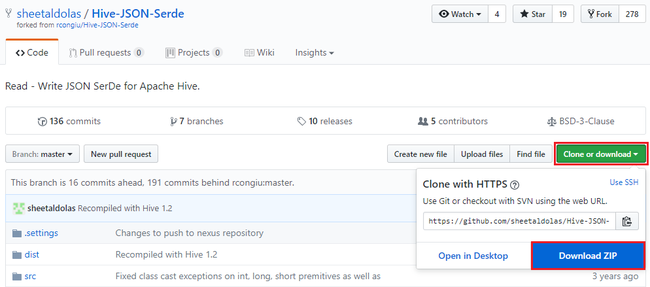 sheetaldolas / Hive-JSON-Serde
forked from rcongiu/Hive-JSON-Serde
Watch 4 Star 19 Fork 278
Code Pull requests 0 Projects 0 Wiki Insights
Read - Write JSON SerDe for Apache Hive.
136 commits 7 branches 10 releases 5 contributors BSD-3-Clause
Branch: master New pull request Create new file Upload files Find file Clone or download
This branch is 16 commits ahead, 191 commits behind rcongiu:master.
Clone with HTTPS Use SSH
Use Git or checkout with SVN using the web URL.
https://github.com/sheetaldolas/Hive-JSON-
Open in Desktop Download ZIP
sheetaldolas Recompiled with Hive 1.2
.settings Changes to push to nexus repository
dist Recompiled with Hive 1.2
src Fixed class cast exceptions on int, long, short premitives as well as 3 years ago